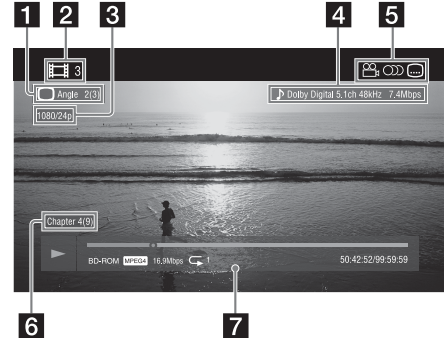 1 2 3 4 5
3
Angle 2(3)
Dolby Digital 5.1ch 48kHz 7.4Mbps
1080/24p
Chapter 4(9)
BD-ROM MPEG4 16.9Mbps 1 50:42:52/99:59:59
6 7